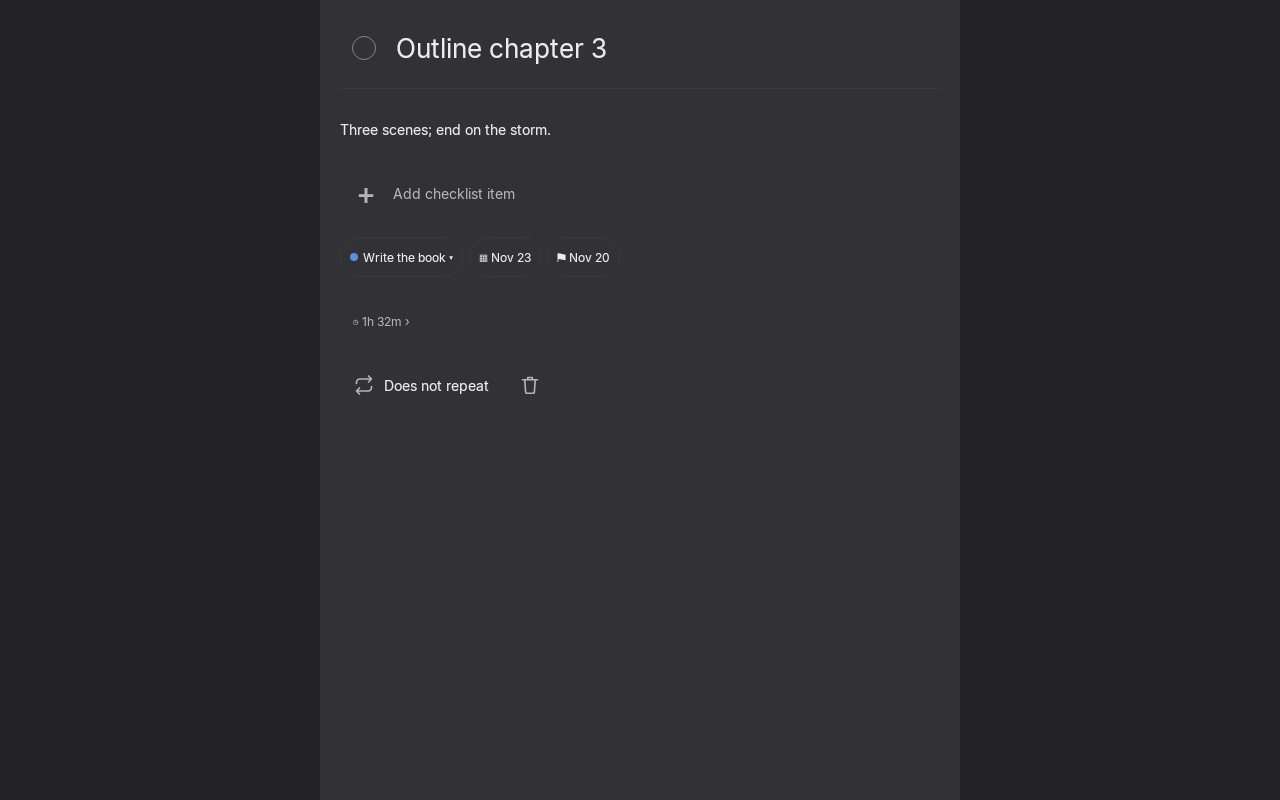 Outline chapter 3
Three scenes; end on the storm.
Add checklist item
Write the book
Nov 23
Nov 20
1h 32m ›
Does not repeat